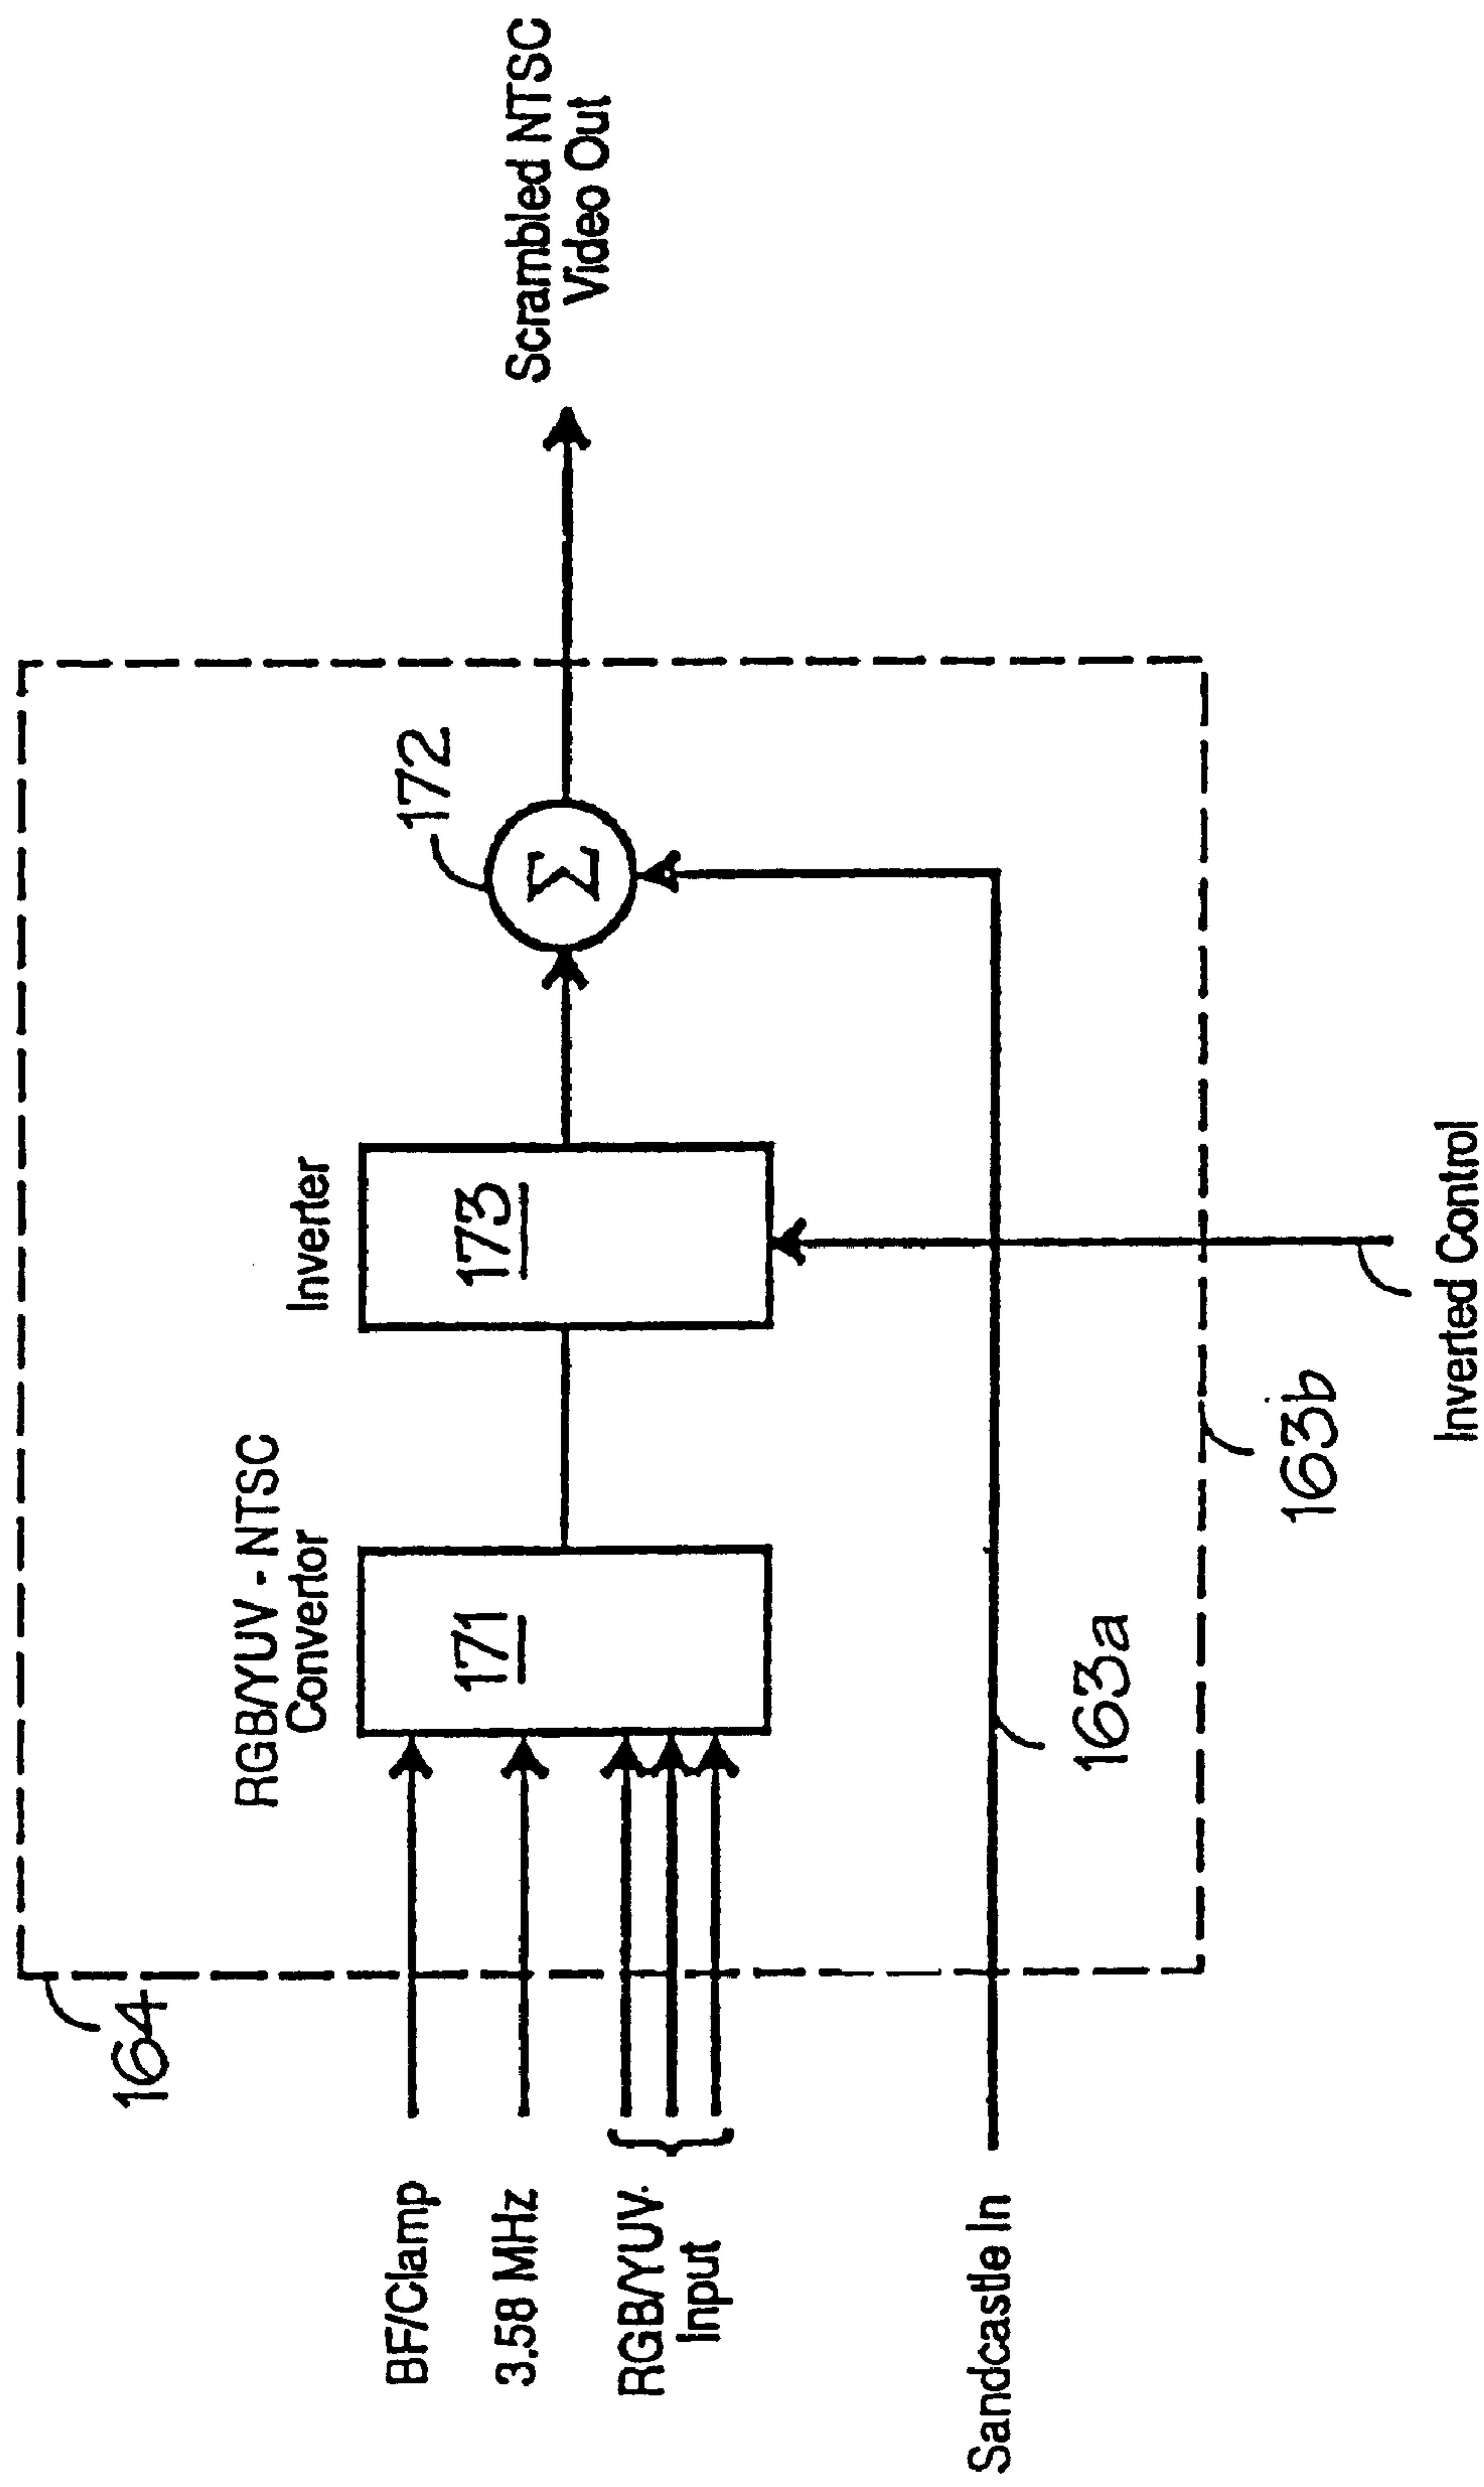 164
RGB/YUV - NTSC
Convertor
171
Inverter
173
172
Σ
Scrambled NTSC
Video Out
BF/Clamp
3.58 MHz
RGB/YUV
Input
Sandcastle In
163a
163b
Inverted Control